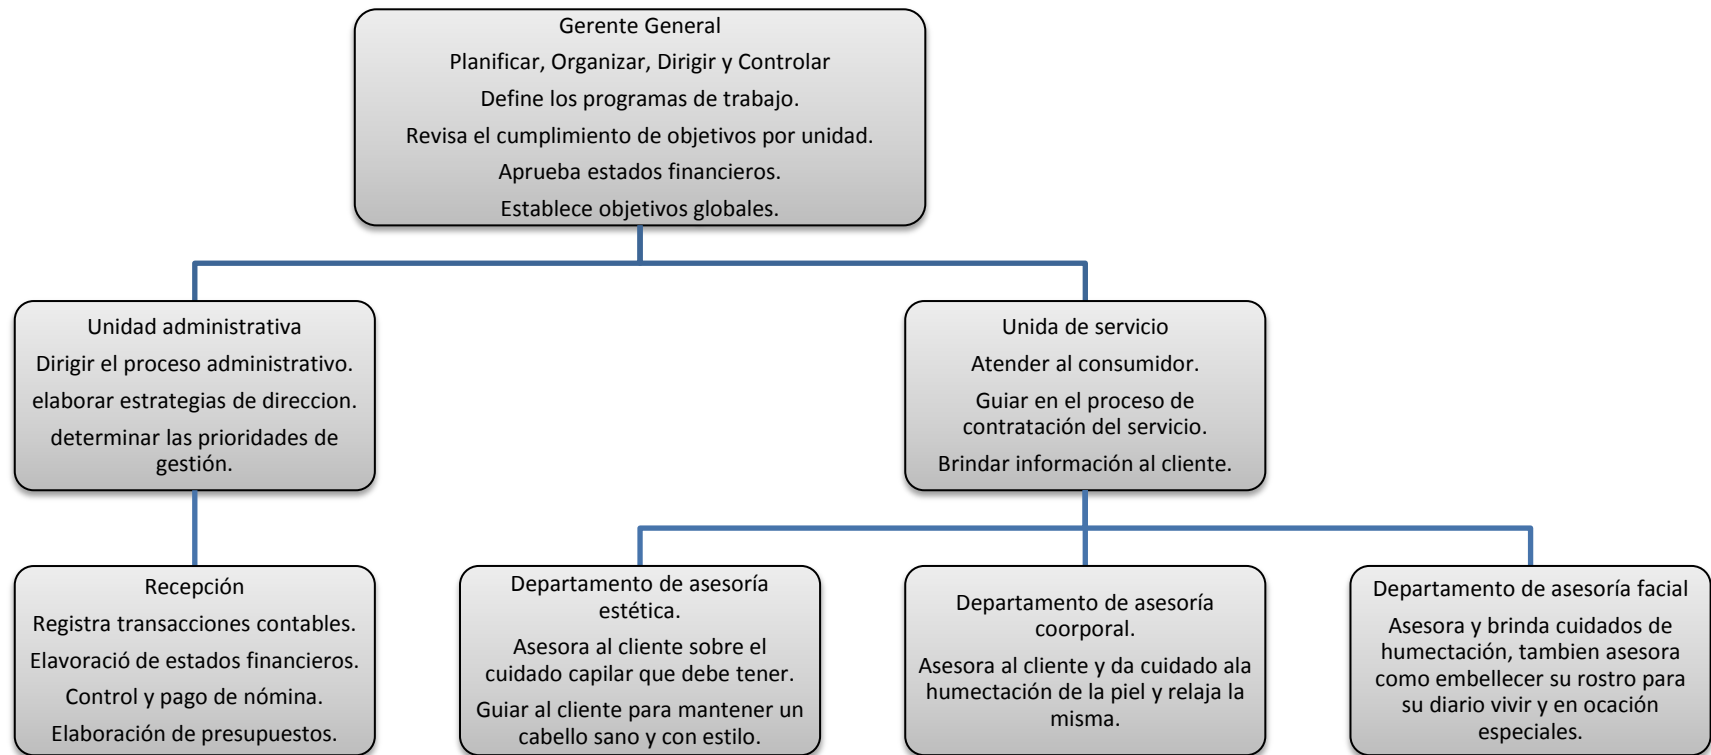 Gerente General
Planificar, Organizar, Dirigir y Controlar
Define los programas de trabajo.
Revisa el cumplimiento de objetivos por unidad.
Aprueba estados financieros.
Establece objetivos globales.
Unidad administrativa
Dirigir el proceso administrativo.
elaborar estrategias de direccion.
determinar las prioridades de
gestión.
Unida de servicio
Atender al consumidor.
Guiar en el proceso de
contratación del servicio.
Brindar información al cliente.
Recepción
Registra transacciones contables.
Elavoració de estados financieros.
Control y pago de nómina.
Elaboración de presupuestos.
Departamento de asesoría
estética.
Asesora al cliente sobre el
cuidado capilar que debe tener.
Guiar al cliente para mantener un
cabello sano y con estilo.
Departamento de asesoría
coorporal.
Asesora al cliente y da cuidado ala
humectación de la piel y relaja la
misma.
Departamento de asesoría facial
Asesora y brinda cuidados de
humectación, tambien asesora
como embellecer su rostro para
su diario vivir y en ocación
especiales.